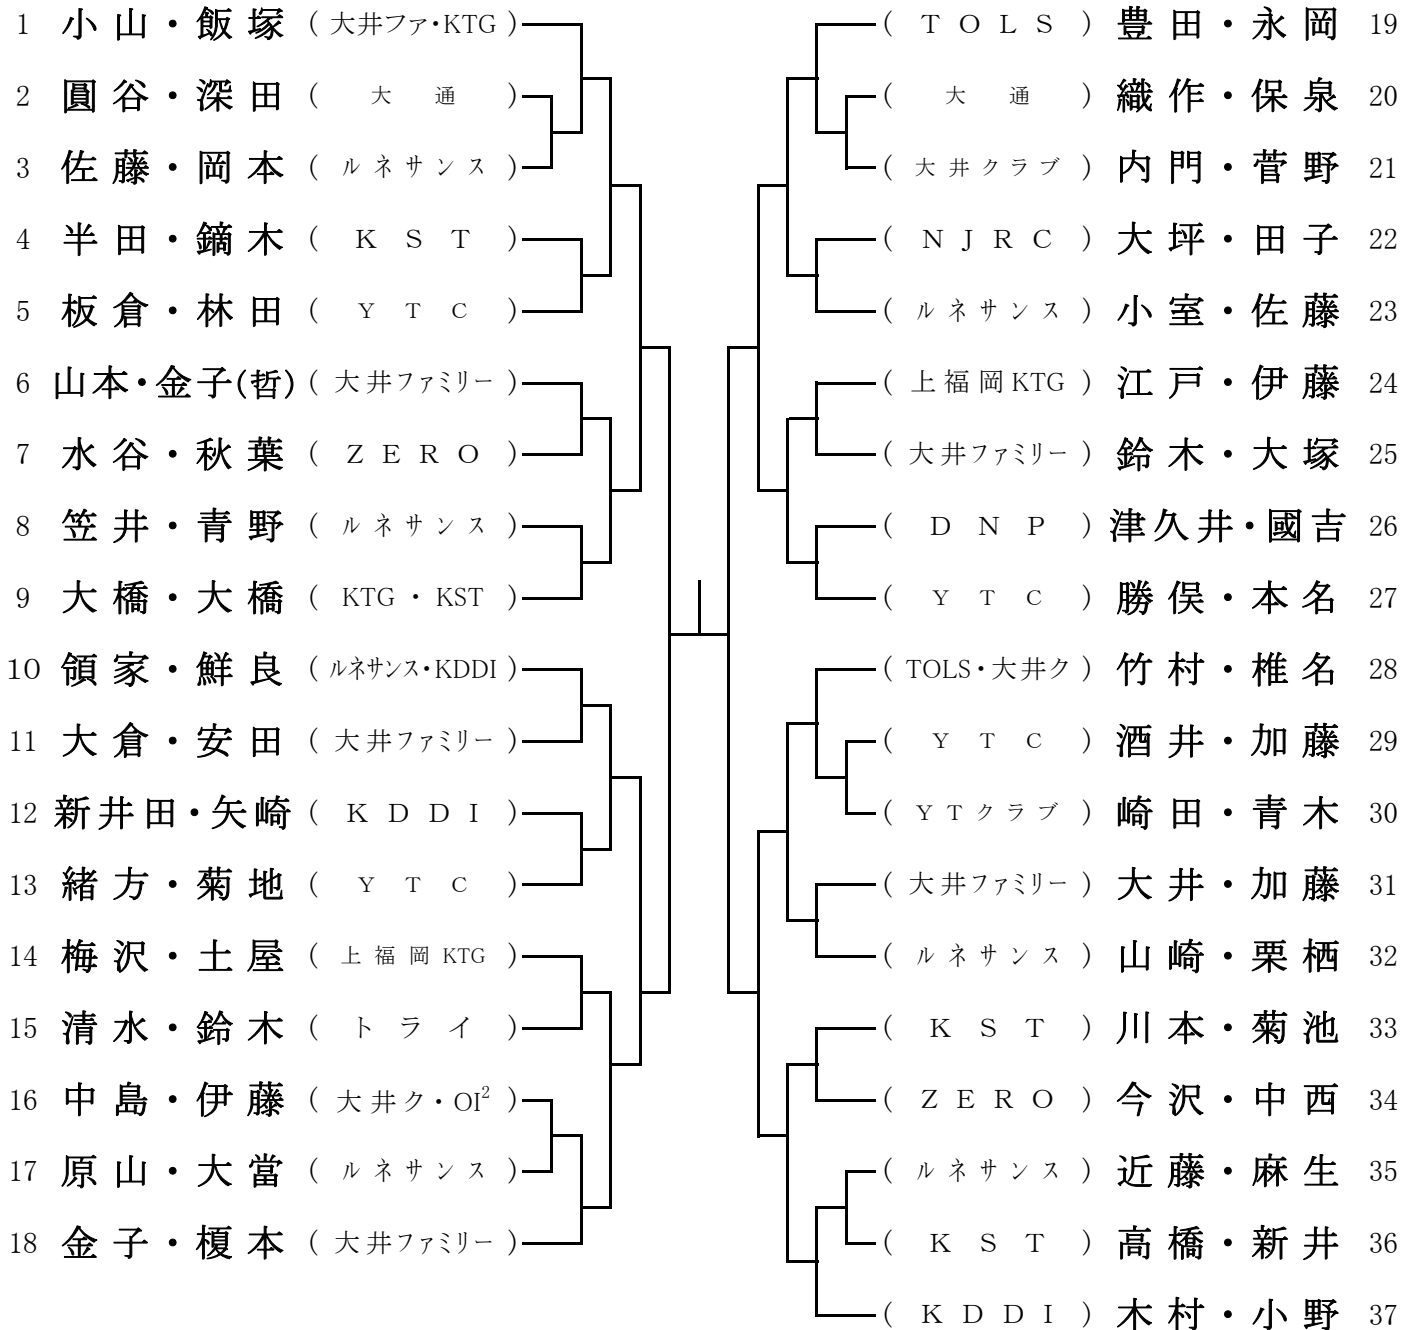 1 小山・飯塚 (大井ファ・KTG)
2 圓谷・深田 (大通)
3 佐藤・岡本 (ルネサンス)
4 半田・鏑木 (KST)
5 板倉・林田 (YTC)
6 山本・金子(哲) (大井ファミリー)
7 水谷・秋葉 (ZERO)
8 笠井・青野 (ルネサンス)
9 大橋・大橋 (KTG・KST)
10 領家・鮮良 (ルネサンス・KDDI)
11 大倉・安田 (大井ファミリー)
12 新井田・矢崎 (KDDI)
13 緒方・菊地 (YTC)
14 梅沢・土屋 (上福岡KTG)
15 清水・鈴木 (トライ)
16 中島・伊藤 (大井ク・OI²)
17 原山・大當 (ルネサンス)
18 金子・榎本 (大井ファミリー)
(TOLS) 豊田・永岡 19
(大通) 織作・保泉 20
(大井クラブ) 内門・菅野 21
(NJRC) 大坪・田子 22
(ルネサンス) 小室・佐藤 23
(上福岡KTG) 江戸・伊藤 24
(大井ファミリー) 鈴木・大塚 25
(DNP) 津久井・國吉 26
(YTC) 勝俣・本名 27
(TOLS・大井ク) 竹村・椎名 28
(YTC) 酒井・加藤 29
(YTクラブ) 崎田・青木 30
(大井ファミリー) 大井・加藤 31
(ルネサンス) 山崎・栗栖 32
(KST) 川本・菊池 33
(ZERO) 今沢・中西 34
(ルネサンス) 近藤・麻生 35
(KST) 高橋・新井 36
(KDDI) 木村・小野 37